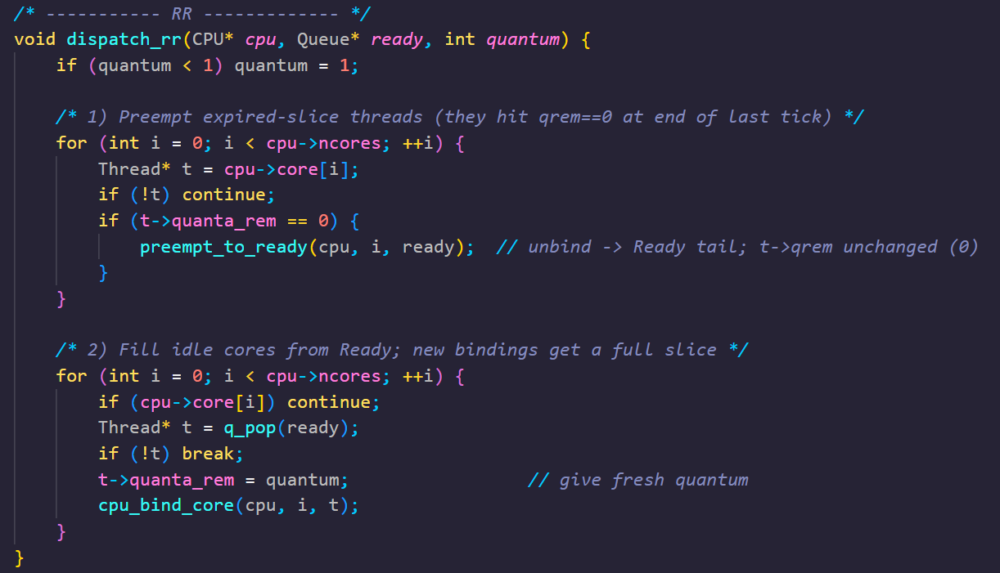 /* ----------- RR ------------- */
void dispatch_rr(CPU* cpu, Queue* ready, int quantum) {
    if (quantum < 1) quantum = 1;

    /* 1) Preempt expired-slice threads (they hit qrem==0 at end of last tick) */
    for (int i = 0; i < cpu->ncores; ++i) {
        Thread* t = cpu->core[i];
        if (!t) continue;
        if (t->quanta_rem == 0) {
            preempt_to_ready(cpu, i, ready);  // unbind -> Ready tail; t->qrem unchanged (0)
        }
    }

    /* 2) Fill idle cores from Ready; new bindings get a full slice */
    for (int i = 0; i < cpu->ncores; ++i) {
        if (cpu->core[i]) continue;
        Thread* t = q_pop(ready);
        if (!t) break;
        t->quanta_rem = quantum;                 // give fresh quantum
        cpu_bind_core(cpu, i, t);
    }
}